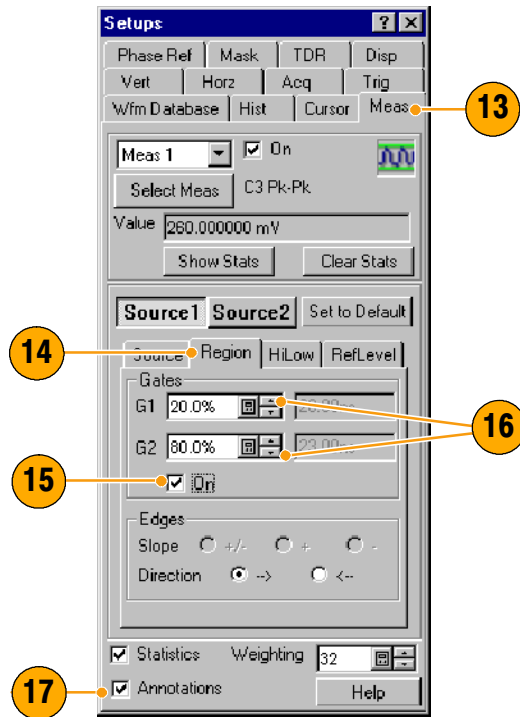 Setups
Phase Ref Mask TDR Disp
Vert Horz Acq Trig
Wfm Database Hist Cursor Meas
13
Meas 1 On
Select Meas C3 Pk-Pk
Value 260.000000 mV
Show Stats Clear Stats
Source1 Source2 Set to Default
14
Source Region HiLow RefLevel
Gates
G1 20.0%
16
G2 80.0% 23.00ns
15
On
Edges
Slope +/- + -
Direction --> <--
Statistics Weighting 32
17
Annotations Help